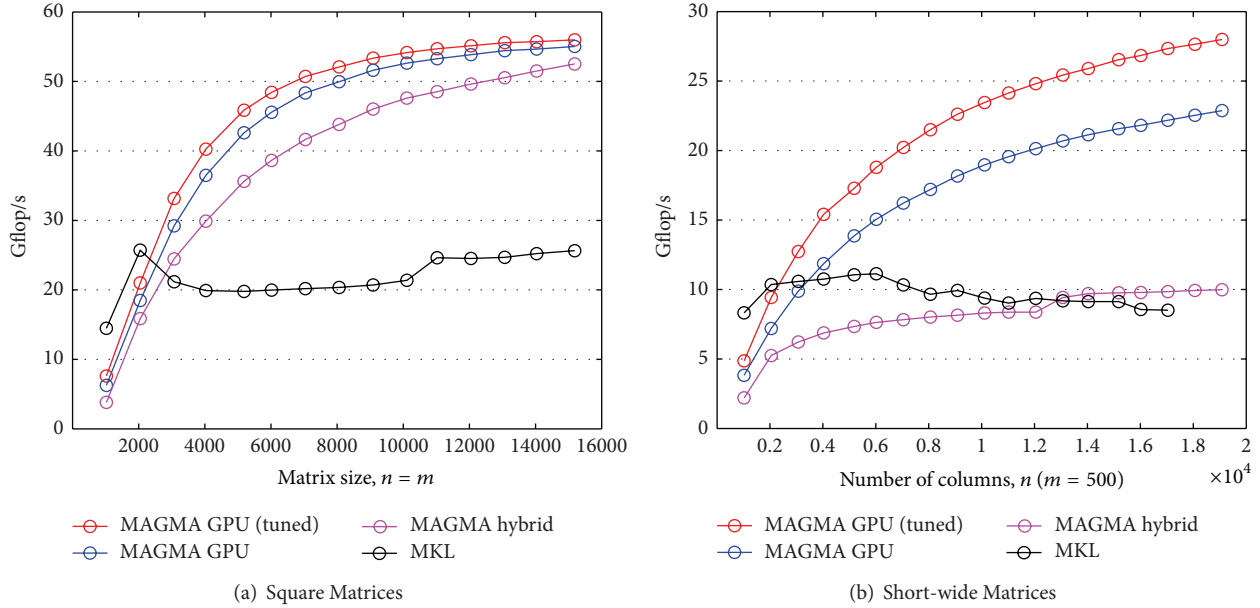 60
50
40
30
20
10
0
Gflop/s
2000 4000 6000 8000 10000 12000 14000 16000
Matrix size, n = m
MAGMA GPU (tuned)
MAGMA GPU
MAGMA hybrid
MKL
(a) Square Matrices
30
25
20
15
10
5
0
Gflop/s
0.2 0.4 0.6 0.8 1 1.2 1.4 1.6 1.8 2
×10⁴
Number of columns, n (m = 500)
MAGMA GPU (tuned)
MAGMA GPU
MAGMA hybrid
MKL
(b) Short-wide Matrices